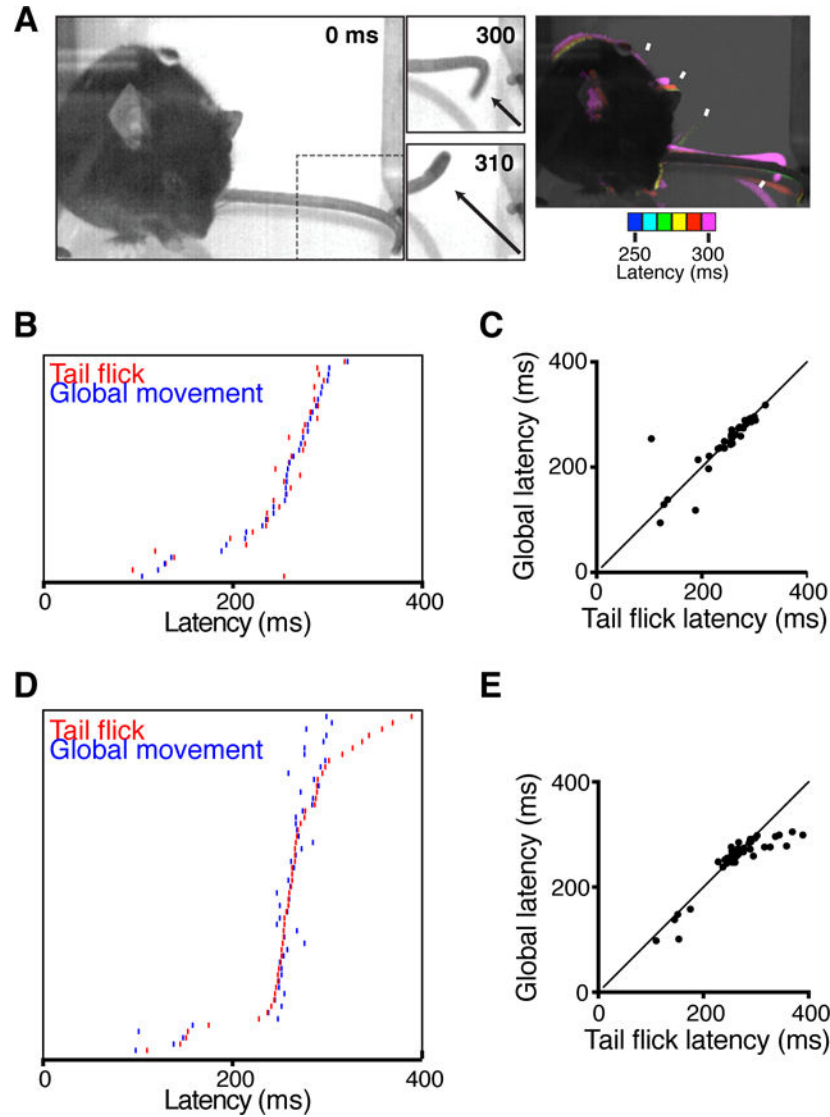 A
0 ms
300
310
250
300
Latency (ms)
B
Tail flick
Global movement
0
200
400
Latency (ms)
C
Global latency (ms)
400
200
0
0
200
400
Tail flick latency (ms)
D
Tail flick
Global movement
0
200
400
Latency (ms)
E
Global latency (ms)
400
200
0
0
200
400
Tail flick latency (ms)